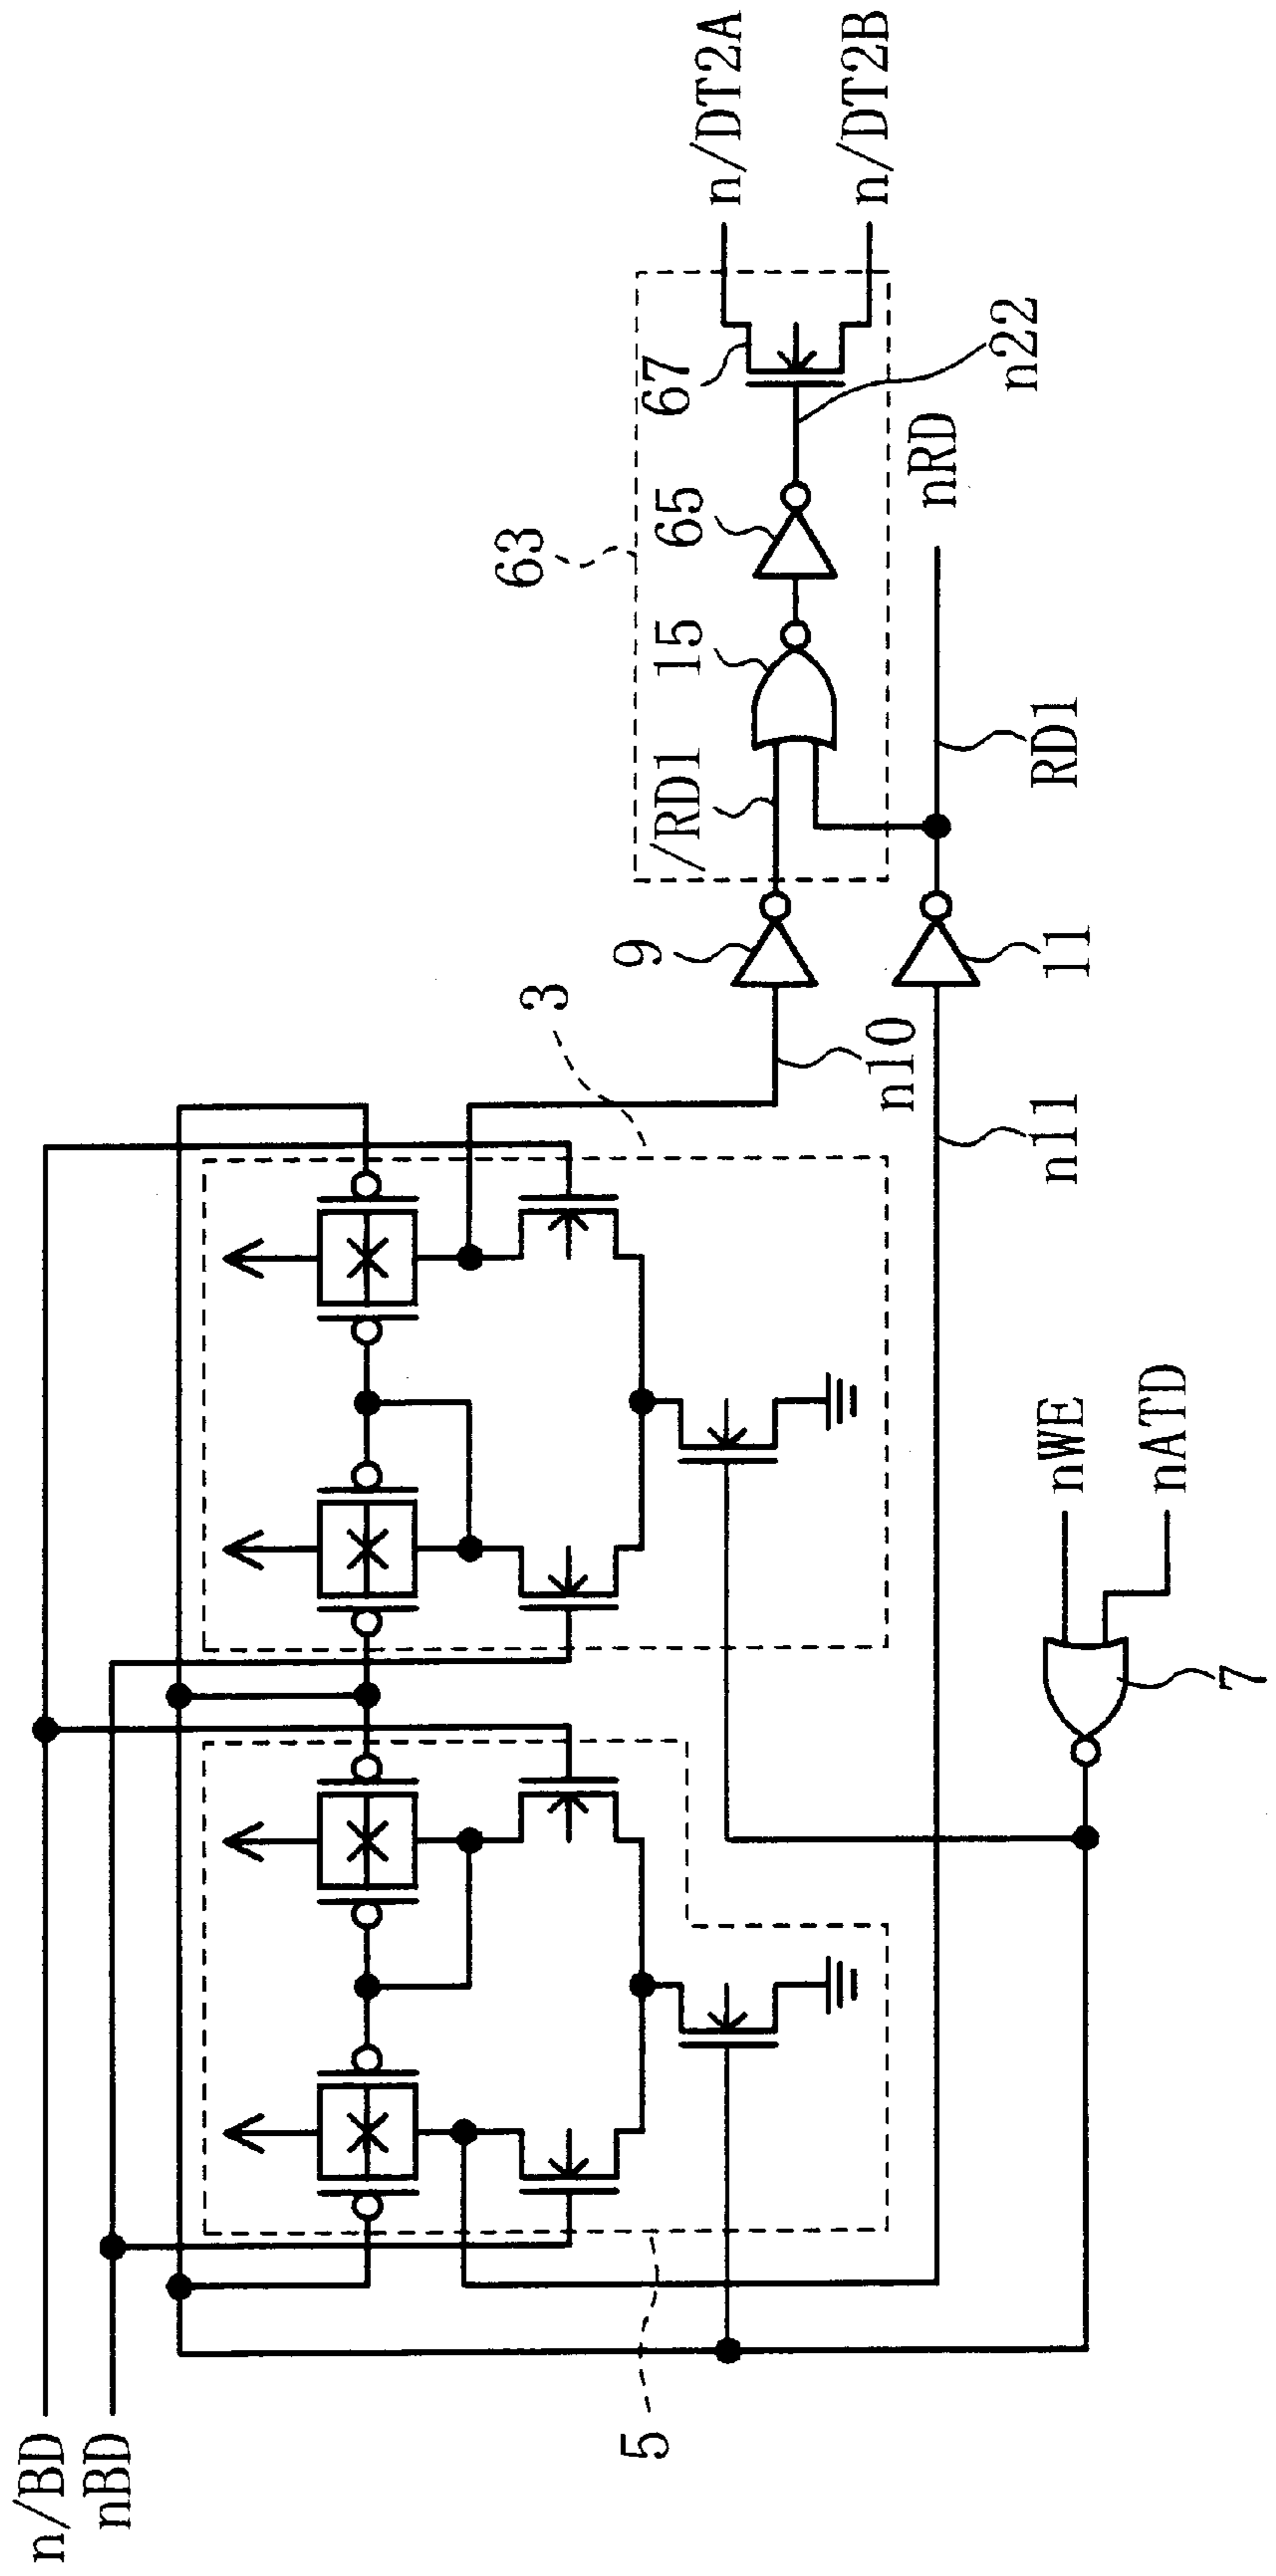 n/BD
nBD
5
3
n10
n11
9
11
/RD1
RD1
15
63
65
67
n22
nRD
n/DT2A
n/DT2B
nWE
nATD
7